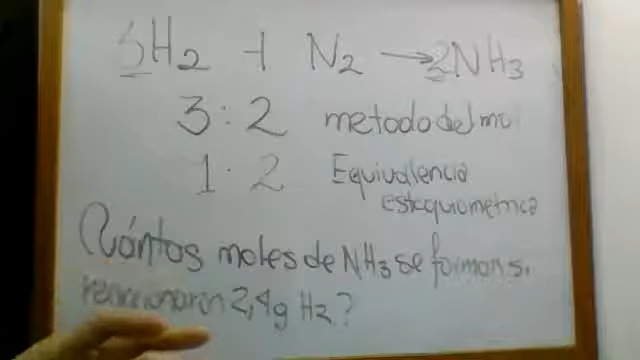 3H2 + N2 → 2NH3
3:2 metodo del mol
1:2 Equivalencia
estequiometrica
Cuántos moles de NH3 se forman si
reaccionaron 2,4g H2?